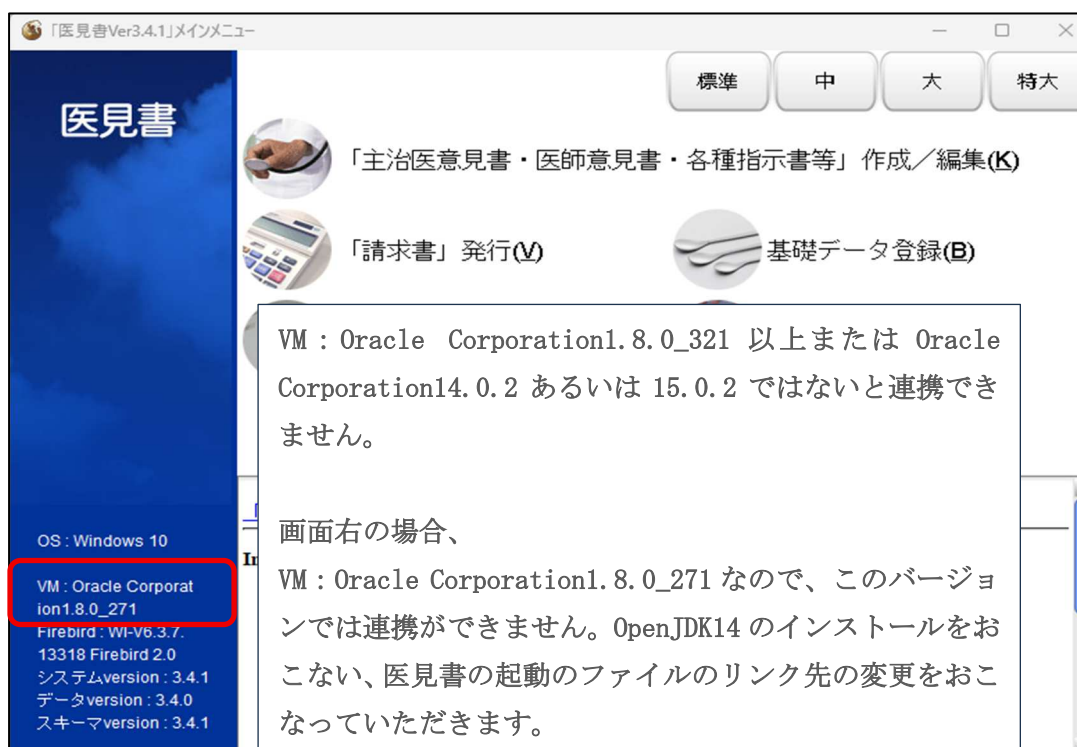 「医見書Ver3.4.1」メインメニュー
標準 中 大 特大
医見書
「主治医意見書・医師意見書・各種指示書等」作成／編集(K)
「請求書」発行(V)
基礎データ登録(B)
VM：Oracle Corporation1.8.0_321 以上または Oracle
Corporation14.0.2 あるいは 15.0.2 ではないと連携でき
ません。
画面右の場合、
VM：Oracle Corporation1.8.0_271 なので、このバージョ
ンでは連携ができません。OpenJDK14 のインストールをお
こない、医見書の起動のファイルのリンク先の変更をおこ
なっていただきます。
OS : Windows 10
VM : Oracle Corporat
ion1.8.0_271
Firebird : WI-V6.3.7.
13318 Firebird 2.0
システムversion : 3.4.1
データversion : 3.4.0
スキーマversion : 3.4.1